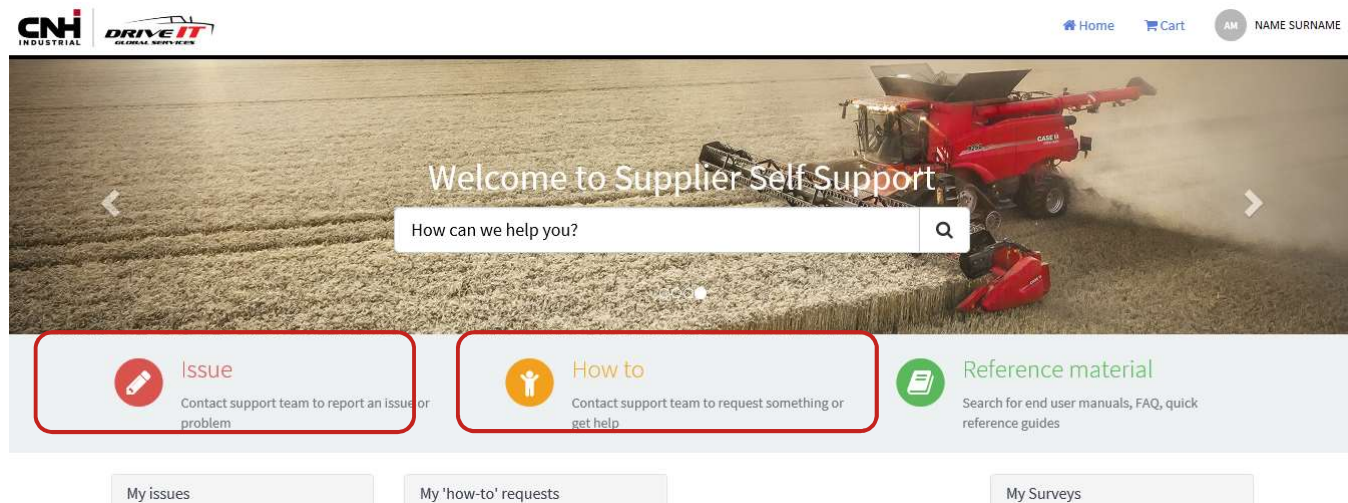 CNH
INDUSTRIAL
DRIVE IT
GLOBAL SERVICES
Home
Cart
AM
NAME SURNAME
CASE IH
Welcome to Supplier Self Support
How can we help you?
Issue
Contact support team to report an issue or
problem
How to
Contact support team to request something or
get help
Reference material
Search for end user manuals, FAQ, quick
reference guides
My issues
My 'how-to' requests
My Surveys